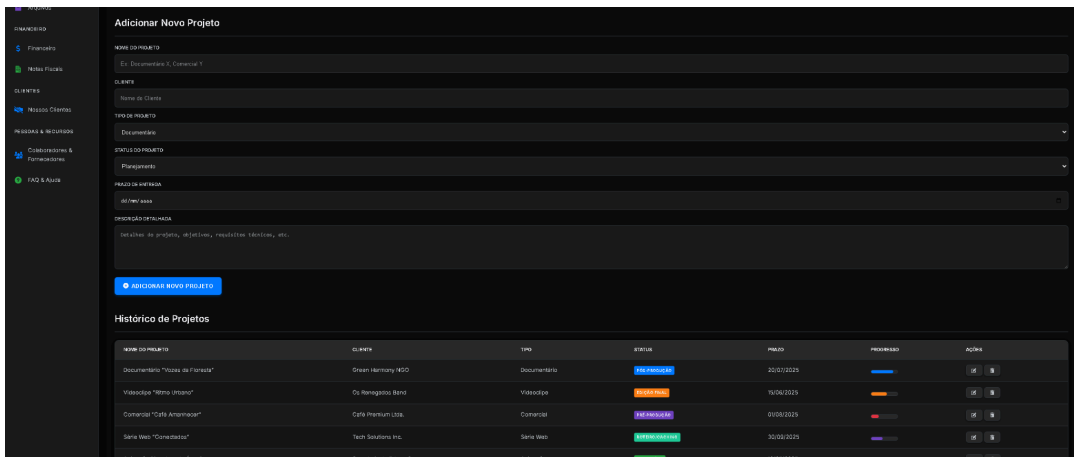 Arquivos
FINANCEIRO
Financeiro
Notas Fiscais
CLIENTES
Nossos Clientes
PESSOAS & RECURSOS
Colaboradores &
Fornecedores
FAQ & Ajuda
Adicionar Novo Projeto
NOME DO PROJETO
Ex: Documentário X, Comercial Y
CLIENTE
Nome do Cliente
TIPO DE PROJETO
Documentário
STATUS DO PROJETO
Planejamento
PRAZO DE ENTREGA
dd/mm/aaaa
DESCRIÇÃO DETALHADA
Detalhes do projeto, objetivos, requisitos técnicos, etc.
ADICIONAR NOVO PROJETO
Histórico de Projetos
NOME DO PROJETO CLIENTE TIPO STATUS PRAZO PROGRESSO AÇÕES
Documentário "Vozes da Floresta" Green Harmony NGO Documentário PÓS-PRODUÇÃO 20/07/2025
Videoclipe "Ritmo Urbano" Os Renegados Band Videoclipe EDIÇÃO FINAL 15/06/2025
Comercial "Café Amanhecer" Café Premium Ltda. Comercial PRÉ-PRODUÇÃO 01/08/2025
Série Web "Conectados" Tech Solutions Inc. Série Web 30/09/2025